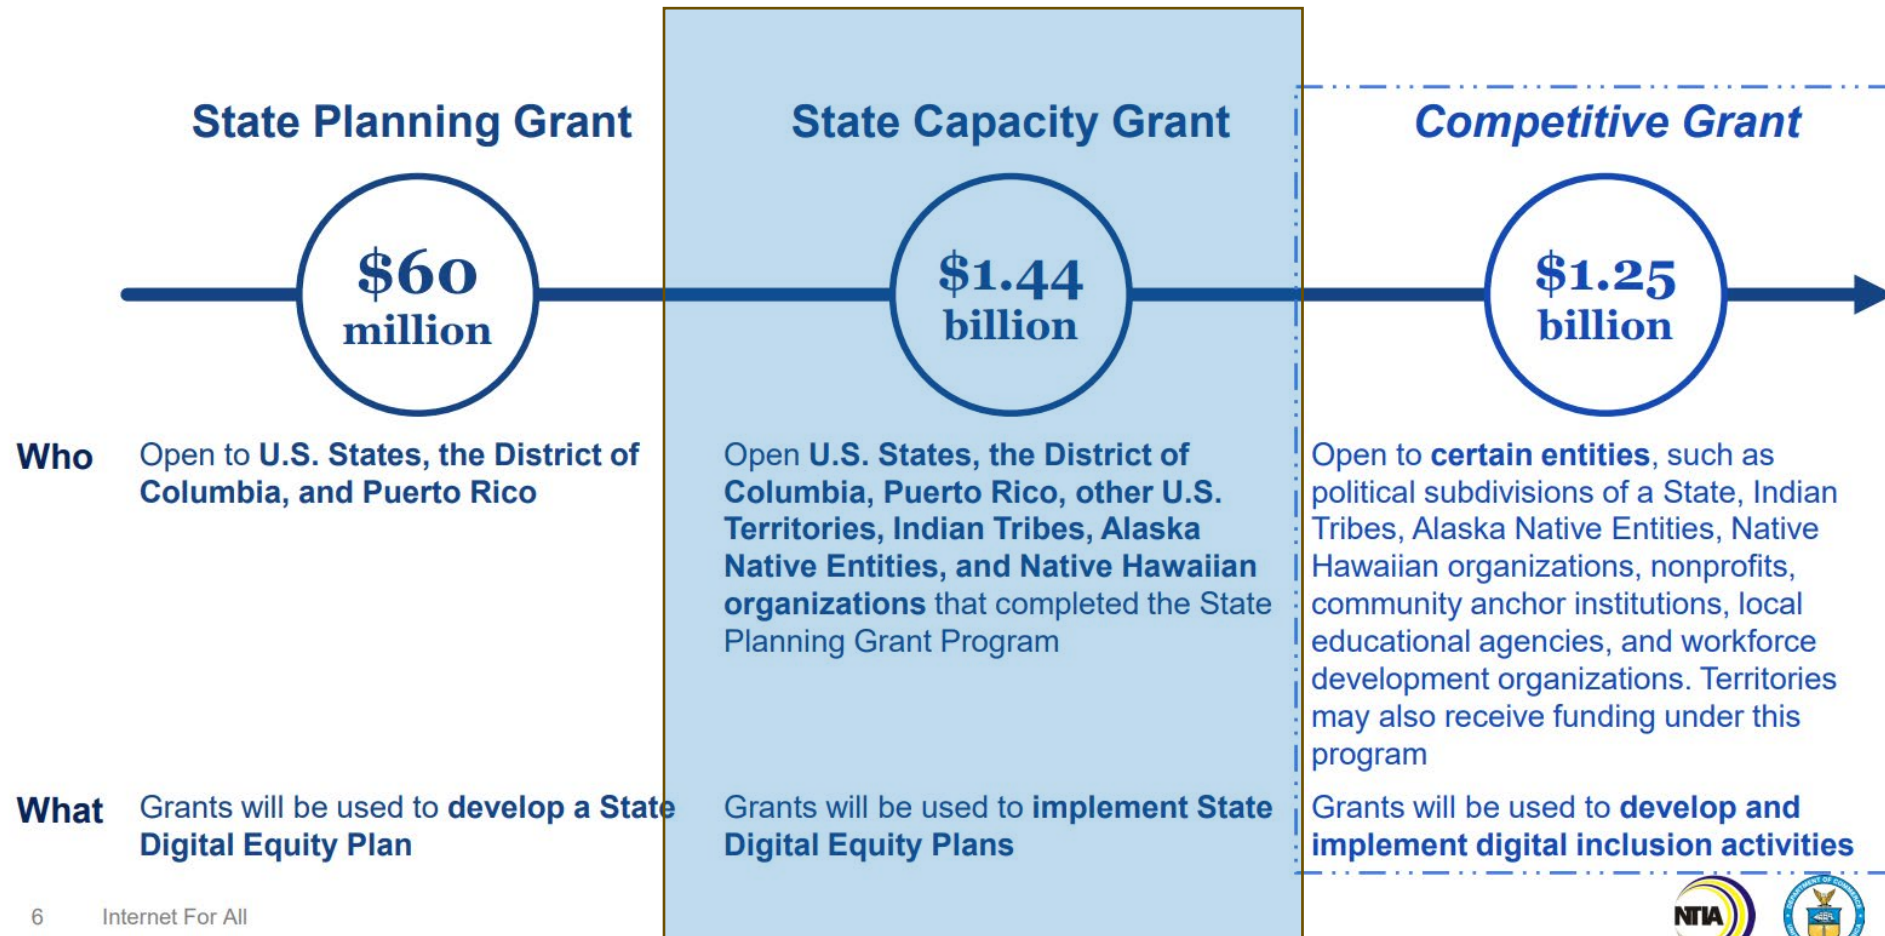 State Planning Grant
$60
million
State Capacity Grant
$1.44
billion
Competitive Grant
$1.25
billion
Who
Open to U.S. States, the District of
Columbia, and Puerto Rico
Open U.S. States, the District of
Columbia, Puerto Rico, other U.S.
Territories, Indian Tribes, Alaska
Native Entities, and Native Hawaiian
organizations that completed the State
Planning Grant Program
Open to certain entities, such as
political subdivisions of a State, Indian
Tribes, Alaska Native Entities, Native
Hawaiian organizations, nonprofits,
community anchor institutions, local
educational agencies, and workforce
development organizations. Territories
may also receive funding under this
program
What
Grants will be used to develop a State
Digital Equity Plan
Grants will be used to implement State
Digital Equity Plans
Grants will be used to develop and
implement digital inclusion activities
6 Internet For All
NTIA
DEPARTMENT OF COMMERCE